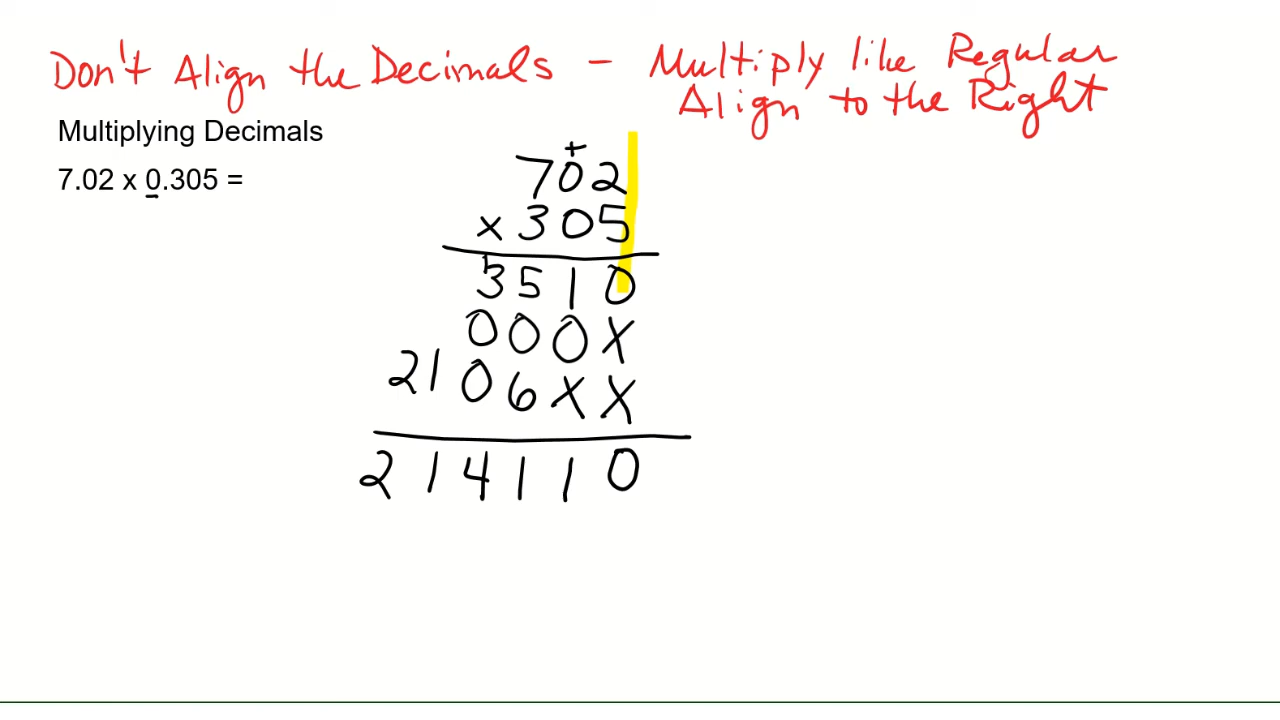 Don't Align the Decimals - Multiply like Regular
Align to the Right
Multiplying Decimals
7.02 x 0.305 =
+
702
x 305
3510
000X
2106XX
214110